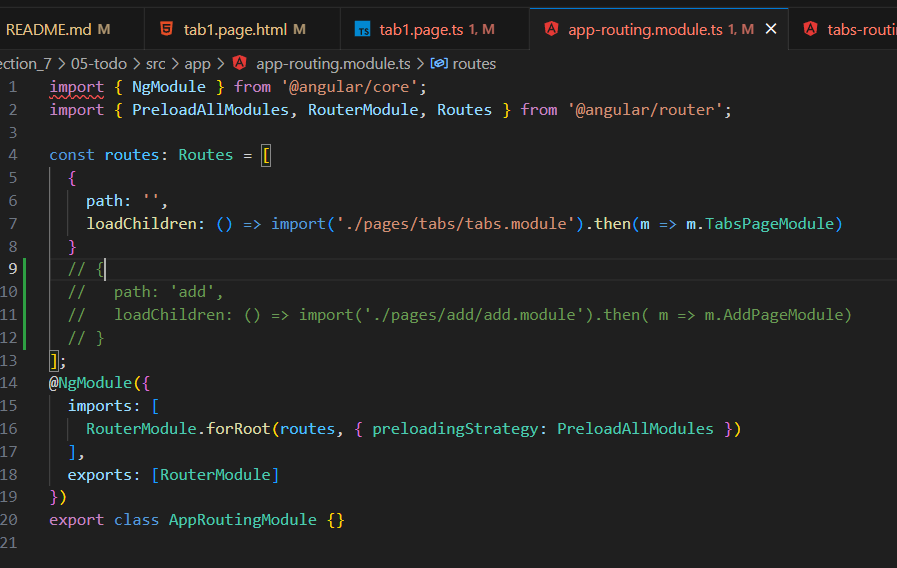 README.md M
tab1.page.html M
TS tab1.page.ts 1, M
app-routing.module.ts 1, M
tabs-routi
ection_7 > 05-todo > src > app > app-routing.module.ts > routes
1 import { NgModule } from '@angular/core';
2 import { PreloadAllModules, RouterModule, Routes } from '@angular/router';
3
4 const routes: Routes = [
5 {
6 path: '',
7 loadChildren: () => import('./pages/tabs/tabs.module').then(m => m.TabsPageModule)
8 }
9 // {
10 // path: 'add',
11 // loadChildren: () => import('./pages/add/add.module').then( m => m.AddPageModule)
12 // }
13 ];
14 @NgModule({
15 imports: [
16 RouterModule.forRoot(routes, { preloadingStrategy: PreloadAllModules })
17 ],
18 exports: [RouterModule]
19 })
20 export class AppRoutingModule {}
21